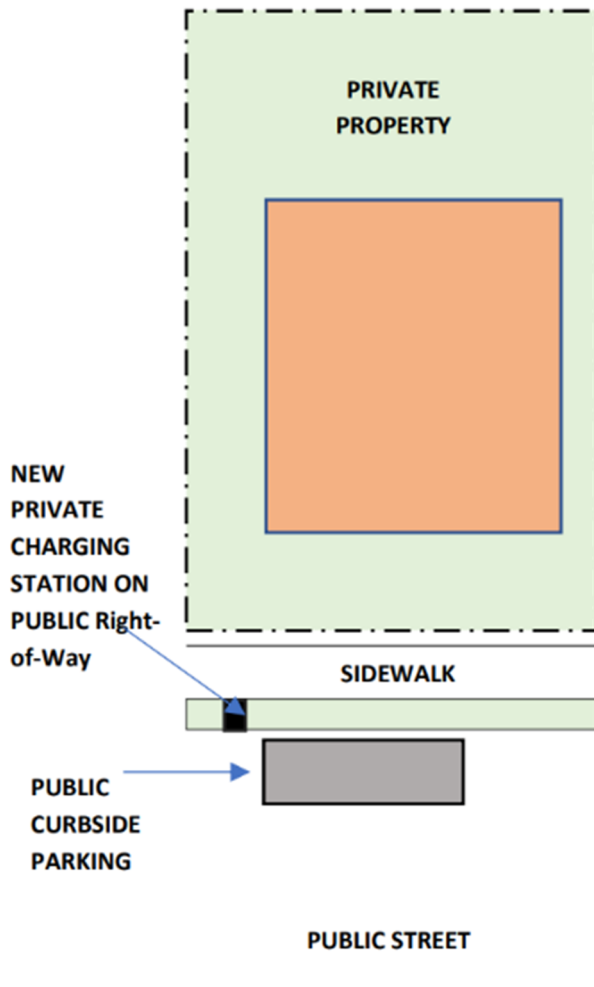 PRIVATE
PROPERTY
NEW
PRIVATE
CHARGING
STATION ON
PUBLIC Right-
of-Way
SIDEWALK
PUBLIC
CURBSIDE
PARKING
PUBLIC STREET